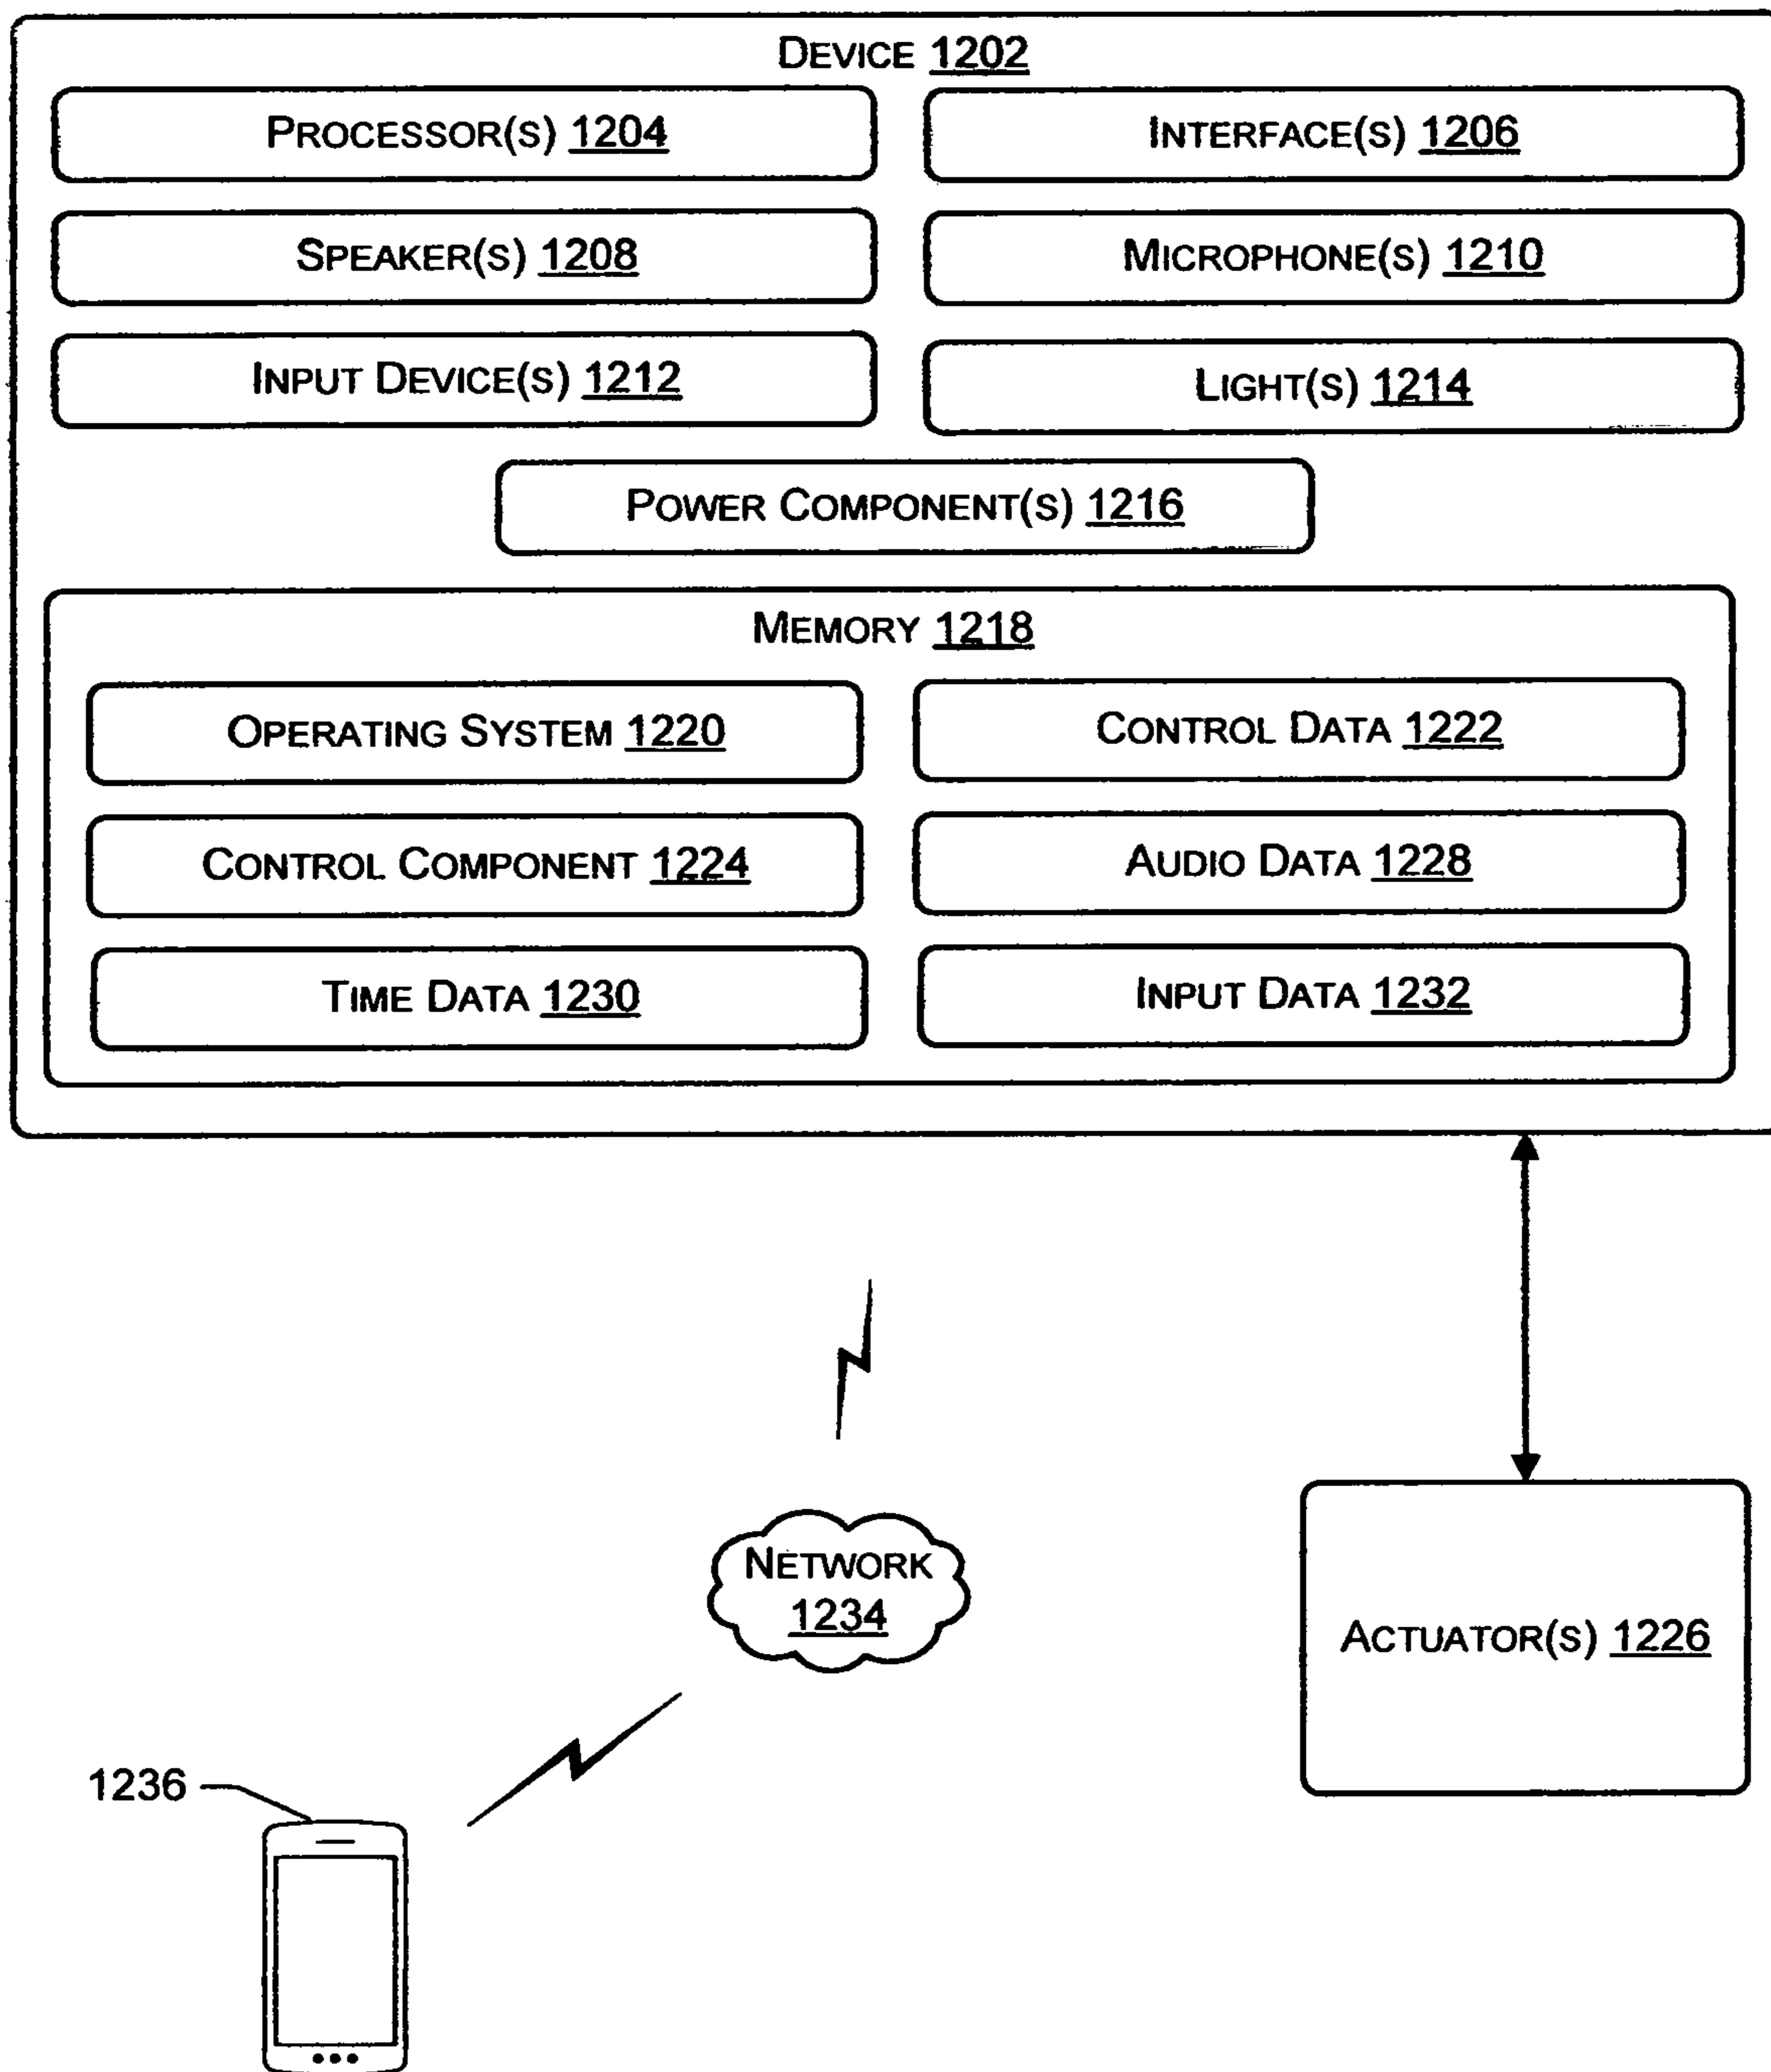 DEVICE 1202
PROCESSOR(S) 1204
INTERFACE(S) 1206
SPEAKER(S) 1208
MICROPHONE(S) 1210
INPUT DEVICE(S) 1212
LIGHT(S) 1214
POWER COMPONENT(S) 1216
MEMORY 1218
OPERATING SYSTEM 1220
CONTROL DATA 1222
CONTROL COMPONENT 1224
AUDIO DATA 1228
TIME DATA 1230
INPUT DATA 1232
NETWORK
1234
ACTUATOR(S) 1226
1236